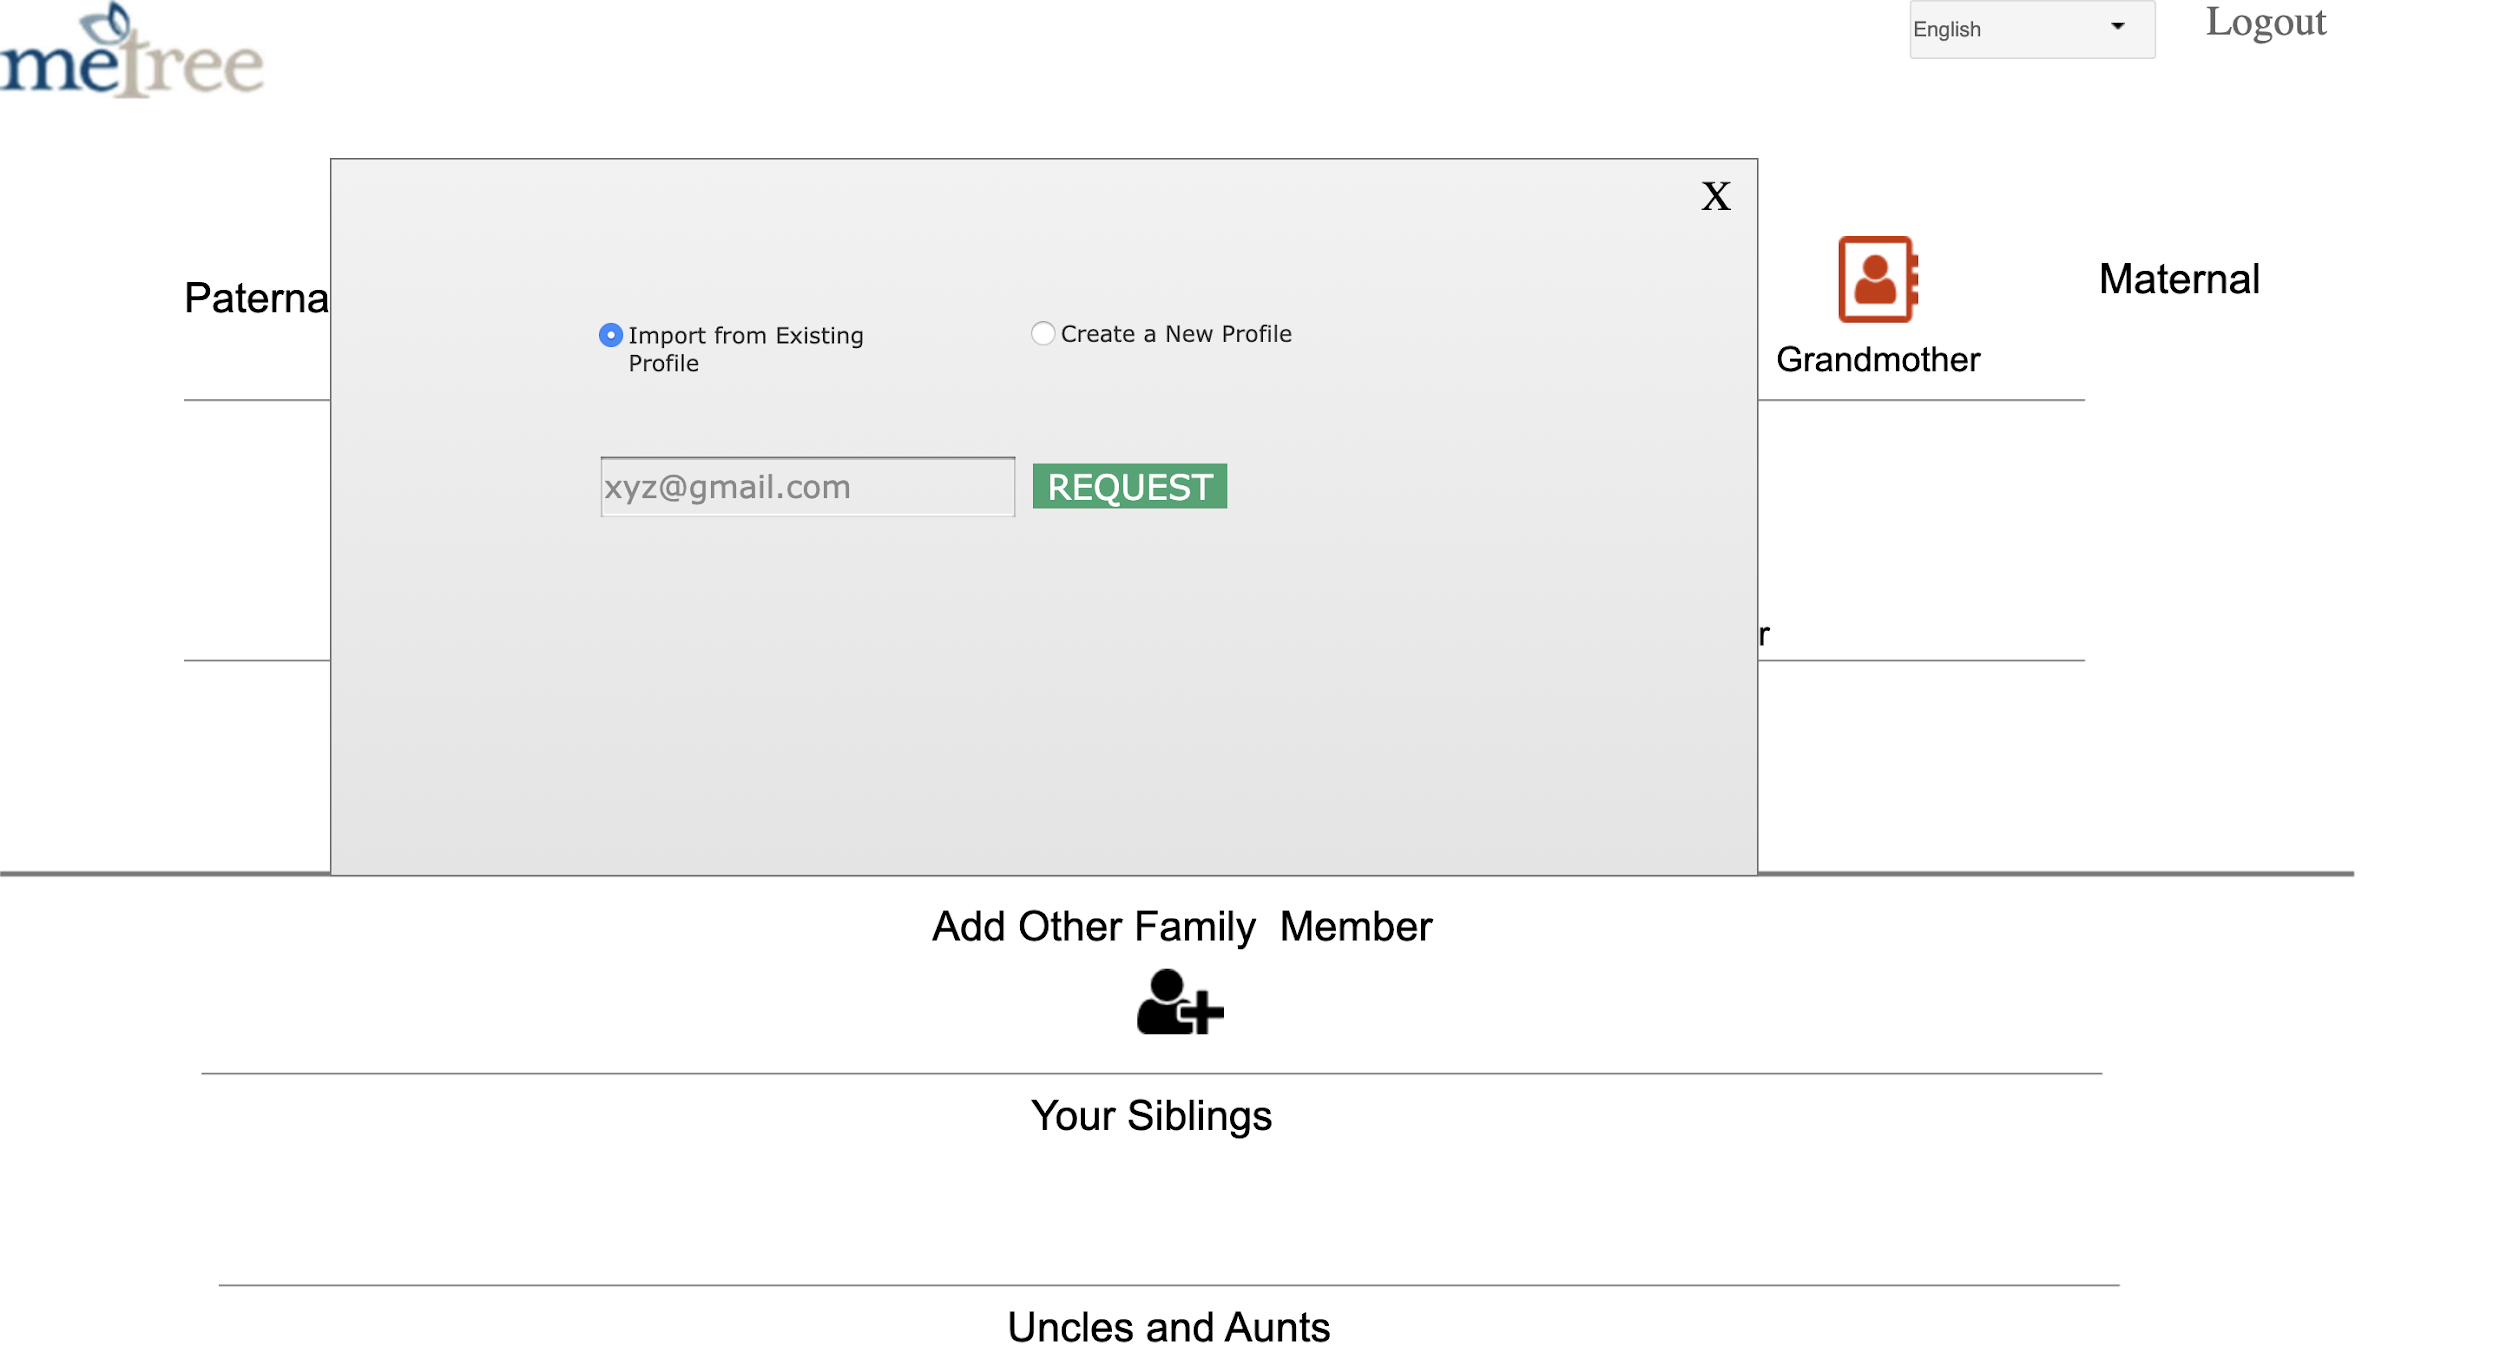 metree
English
Logout
X
Paterna
Maternal
Import from Existing
Profile
Create a New Profile
Grandmother
xyz@gmail.com
REQUEST
r
Add Other Family  Member
Your Siblings
Uncles and Aunts